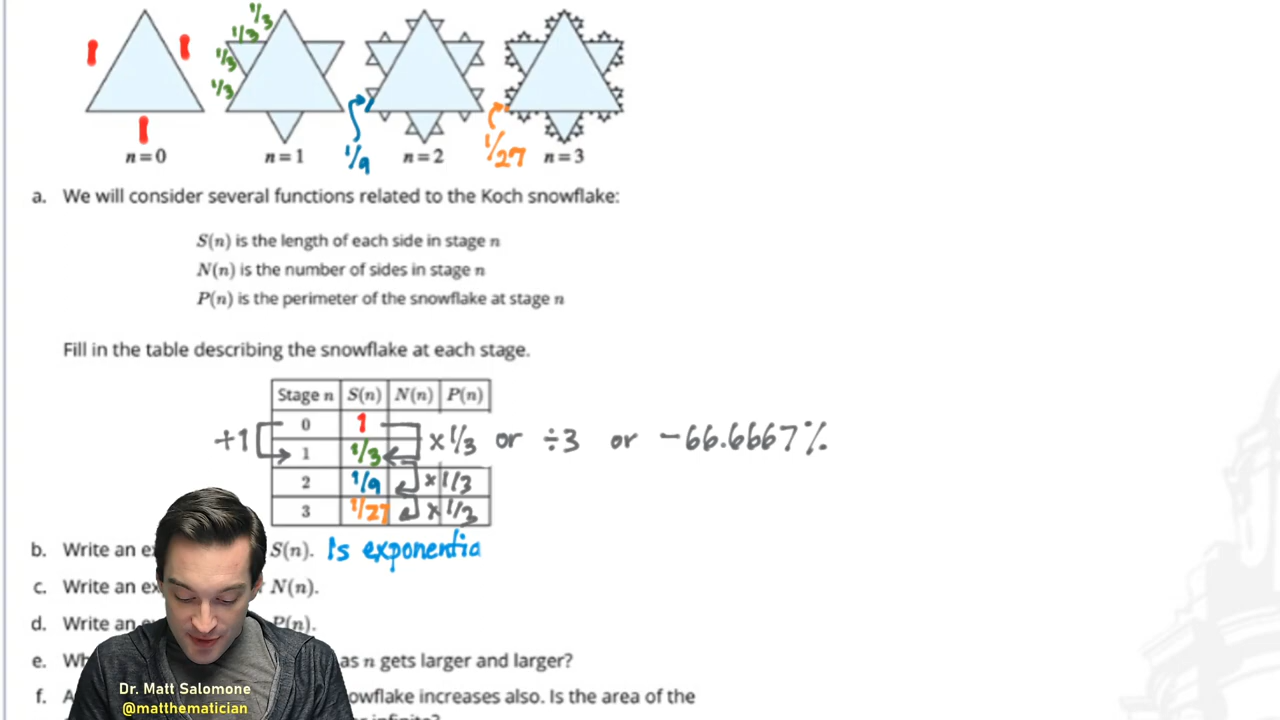 1 1 1
1/3 1/3 1/3 1/3
1/9
1/27
n=0 n=1 n=2 n=3
a. We will consider several functions related to the Koch snowflake:
S(n) is the length of each side in stage n
N(n) is the number of sides in stage n
P(n) is the perimeter of the snowflake at stage n
Fill in the table describing the snowflake at each stage.
Stage n S(n) N(n) P(n)
0 1
+1 x 1/3 or ÷3 or -66.6667%
1 1/3
2 1/9 x 1/3
3 1/27 x 1/3
b. Write an S(n). Is exponentia
c. Write an N(n).
d. Write an P(n).
e. as n gets larger and larger?
f. snowflake increases also. Is the area of the
Dr. Matt Salomone
@matthematician